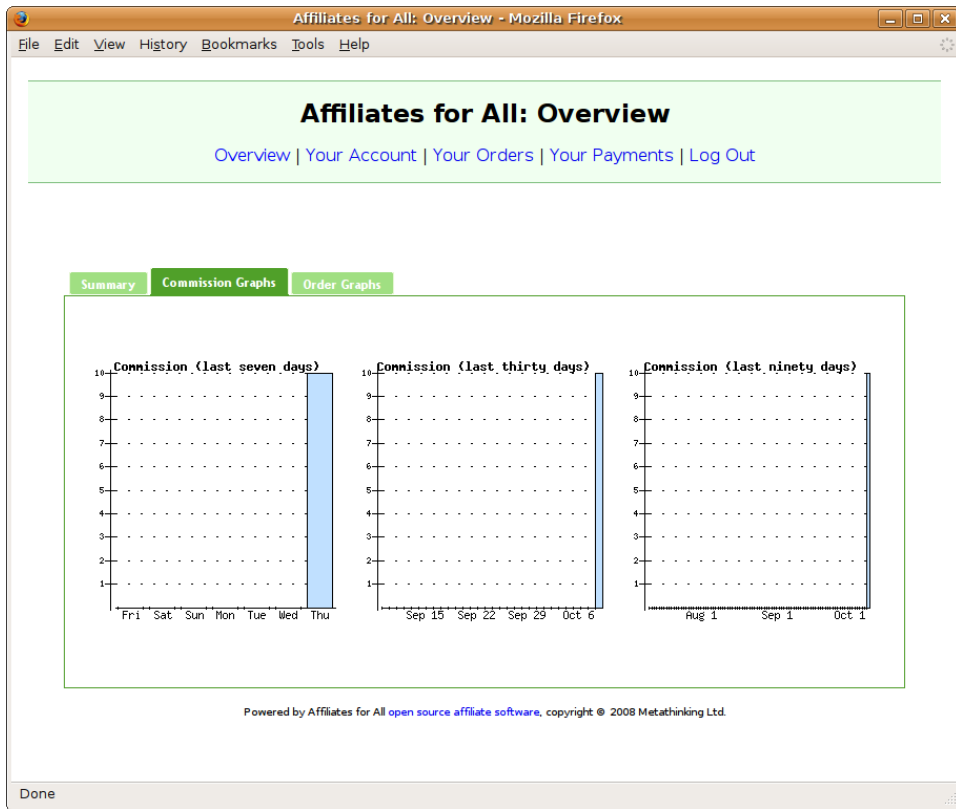 Affiliates for All: Overview - Mozilla Firefox
File Edit View History Bookmarks Tools Help
Affiliates for All: Overview
Overview | Your Account | Your Orders | Your Payments | Log Out
Summary Commission Graphs Order Graphs
Commission (last seven days)
10
9
8
7
6
5
4
3
2
1
Fri Sat Sun Mon Tue Wed Thu
Commission (last thirty days)
10
9
8
7
6
5
4
3
2
1
Sep 15 Sep 22 Sep 29 Oct 6
Commission (last ninety days)
10
9
8
7
6
5
4
3
2
1
Aug 1 Sep 1 Oct 1
Powered by Affiliates for All open source affiliate software, copyright © 2008 Metathinking Ltd.
Done